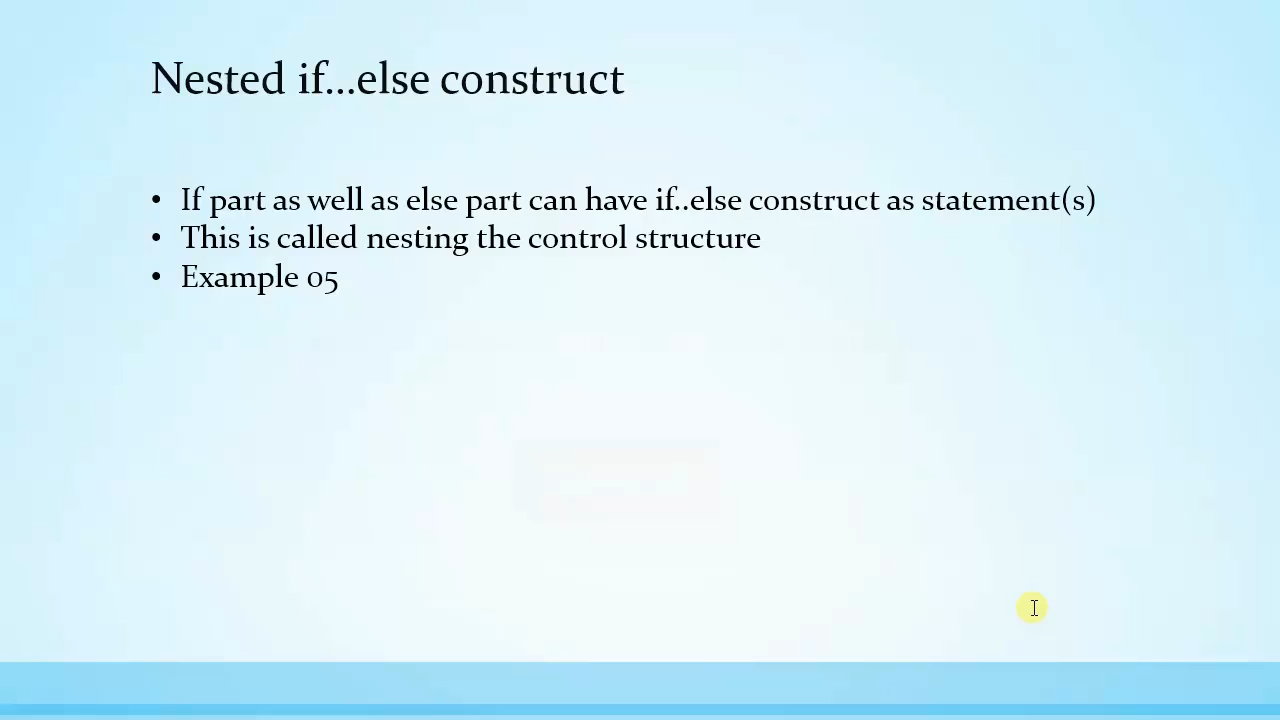 Nested if...else construct
• If part as well as else part can have if..else construct as statement(s)
• This is called nesting the control structure
• Example 05